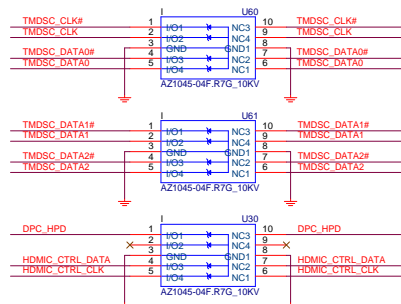 I U60
TMDSC_CLK# 1 I/O1 NC3 10 TMDSC_CLK#
TMDSC_CLK 2 I/O2 NC4 9 TMDSC_CLK
3 GND GND1 8
TMDSC_DATA0# 4 I/O3 NC2 7 TMDSC_DATA0#
TMDSC_DATA0 5 I/O4 NC1 6 TMDSC_DATA0
AZ1045-04F.R7G_10KV
I U61
TMDSC_DATA1# 1 I/O1 NC3 10 TMDSC_DATA1#
TMDSC_DATA1 2 I/O2 NC4 9 TMDSC_DATA1
3 GND GND1 8
TMDSC_DATA2# 4 I/O3 NC2 7 TMDSC_DATA2#
TMDSC_DATA2 5 I/O4 NC1 6 TMDSC_DATA2
AZ1045-04F.R7G_10KV
I U30
DPC_HPD 1 I/O1 NC3 10 DPC_HPD
2 I/O2 NC4 9
3 GND GND1 8
HDMIC_CTRL_DATA 4 I/O3 NC2 7 HDMIC_CTRL_DATA
HDMIC_CTRL_CLK 5 I/O4 NC1 6 HDMIC_CTRL_CLK
AZ1045-04F.R7G_10KV